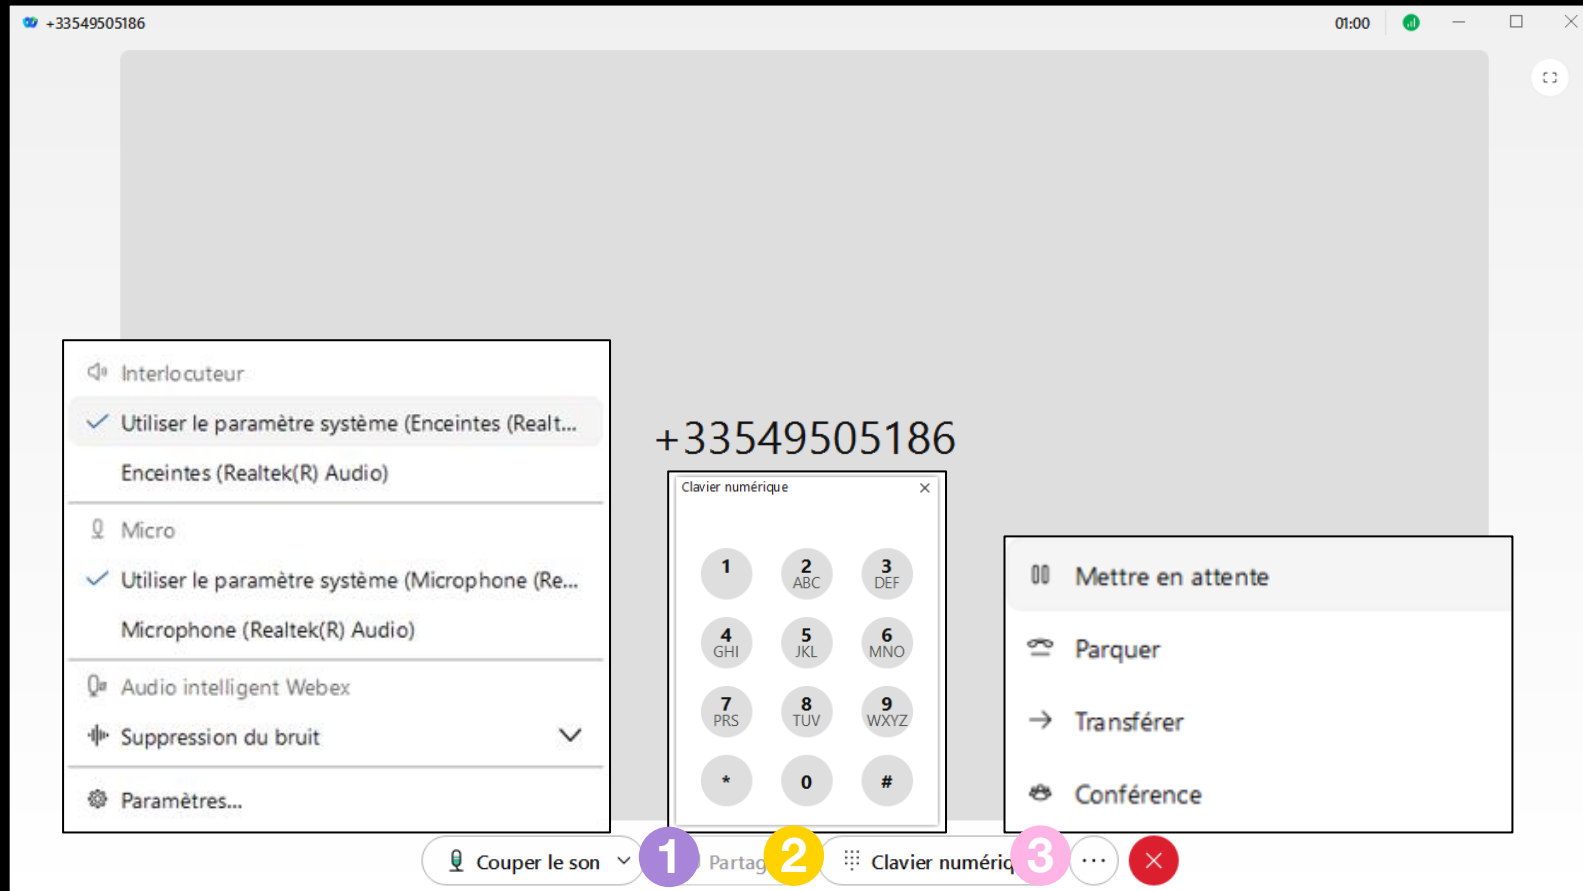 +33549505186
01:00
Interlocuteur
Utiliser le paramètre système (Enceintes (Realt...
Enceintes (Realtek(R) Audio)
Micro
Utiliser le paramètre système (Microphone (Re...
Microphone (Realtek(R) Audio)
Audio intelligent Webex
Suppression du bruit
Paramètres...
+33549505186
Clavier numérique
1 2 3
ABC DEF
4 5 6
GHI JKL MNO
7 8 9
PRS TUV WXYZ
* 0 #
Mettre en attente
Parquer
Transférer
Conférence
Couper le son 1 Partag 2 Clavier numériq 3 ...